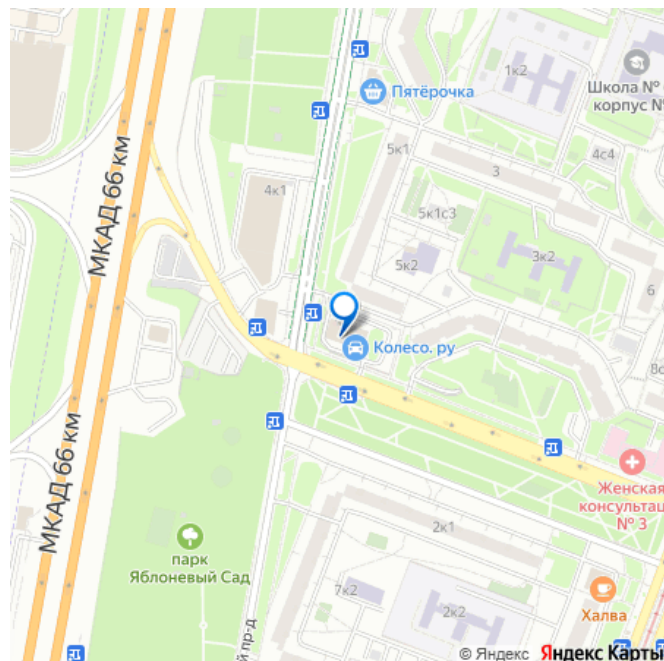 1к2
Школа №
корпус №
Пятёрочка
5к1
4с4
3
МКАД 66 км
4к1
5к1с3
5к2
3к2
6
Колесо. ру
8с
МКАД 66 км
Женская
консультац
№ 3
2к1
парк
Яблоневый Сад
7к2
2к2
Халва
й пр-д
© Яндекс Яндекс Карты